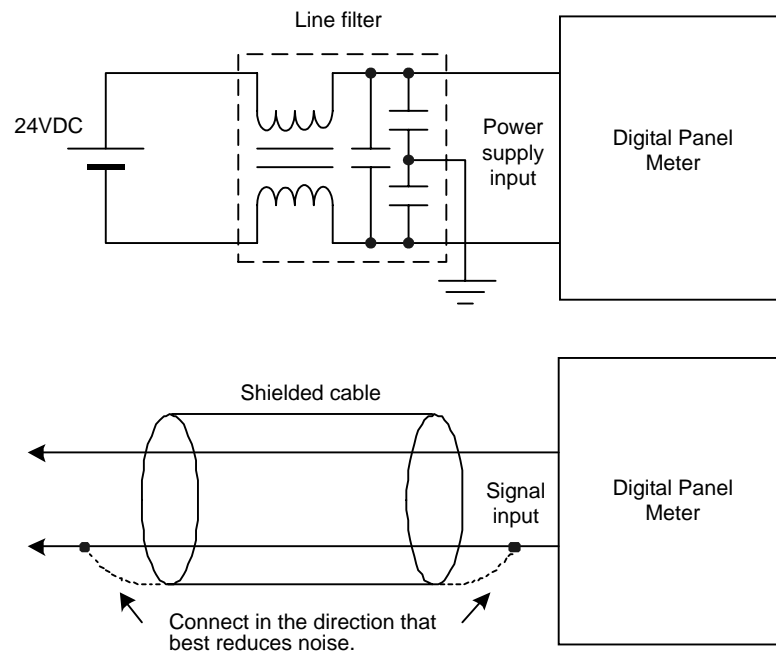 Line filter
24VDC
Power
supply
input
Digital Panel
Meter
Shielded cable
Signal
input
Digital Panel
Meter
Connect in the direction that
best reduces noise.